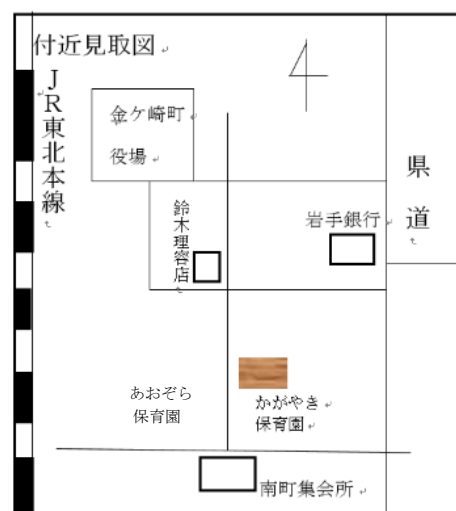 付近見取図
JR東北本線
金ケ崎町
役場
県道
鈴木理容店
岩手銀行
あおぞら
保育園
かがやき
保育園
南町集会所